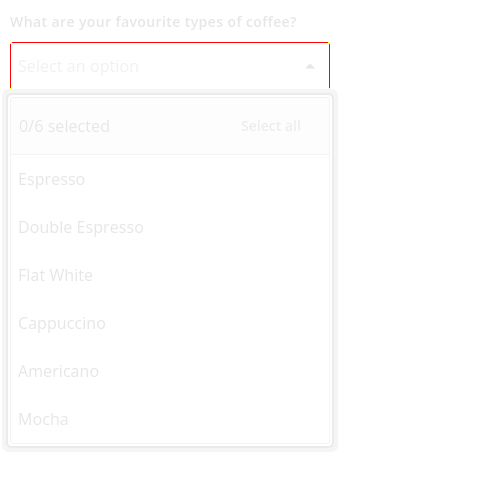 What are your favourite types of coffee?
Select an option
0/6 selected
Select all
Espresso
Double Espresso
Flat White
Cappuccino
Americano
Mocha